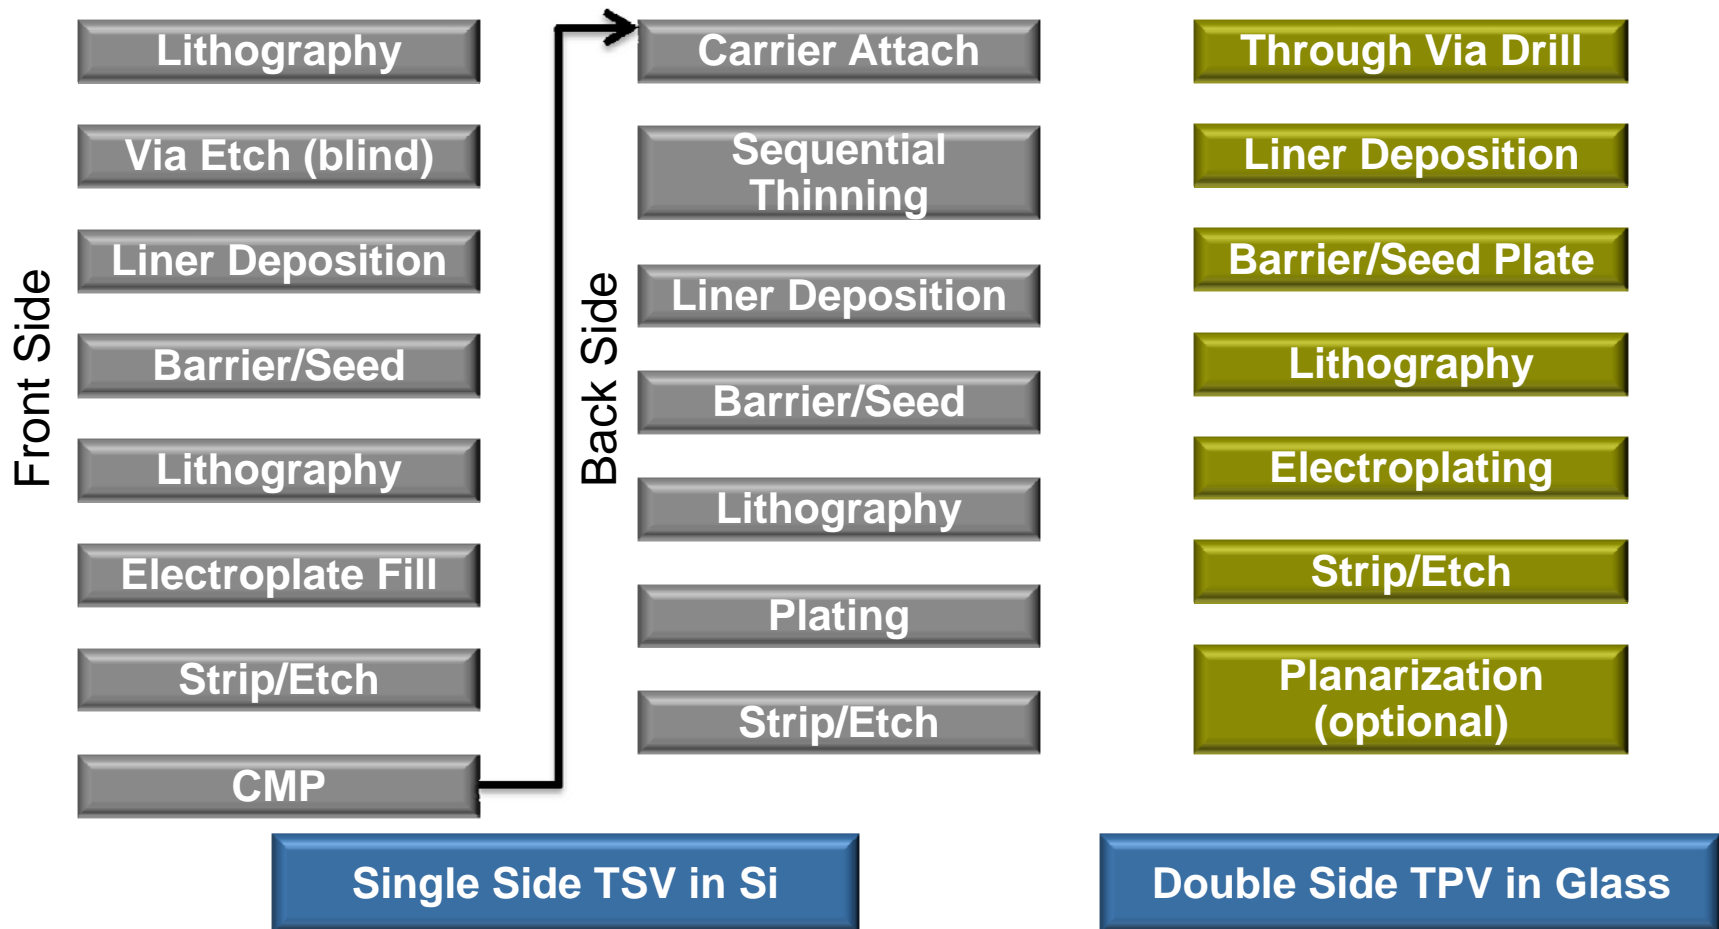 Front Side
Lithography
Via Etch (blind)
Liner Deposition
Barrier/Seed
Lithography
Electroplate Fill
Strip/Etch
CMP
Back Side
Carrier Attach
Sequential
Thinning
Liner Deposition
Barrier/Seed
Lithography
Plating
Strip/Etch
Single Side TSV in Si
Through Via Drill
Liner Deposition
Barrier/Seed Plate
Lithography
Electroplating
Strip/Etch
Planarization
(optional)
Double Side TPV in Glass